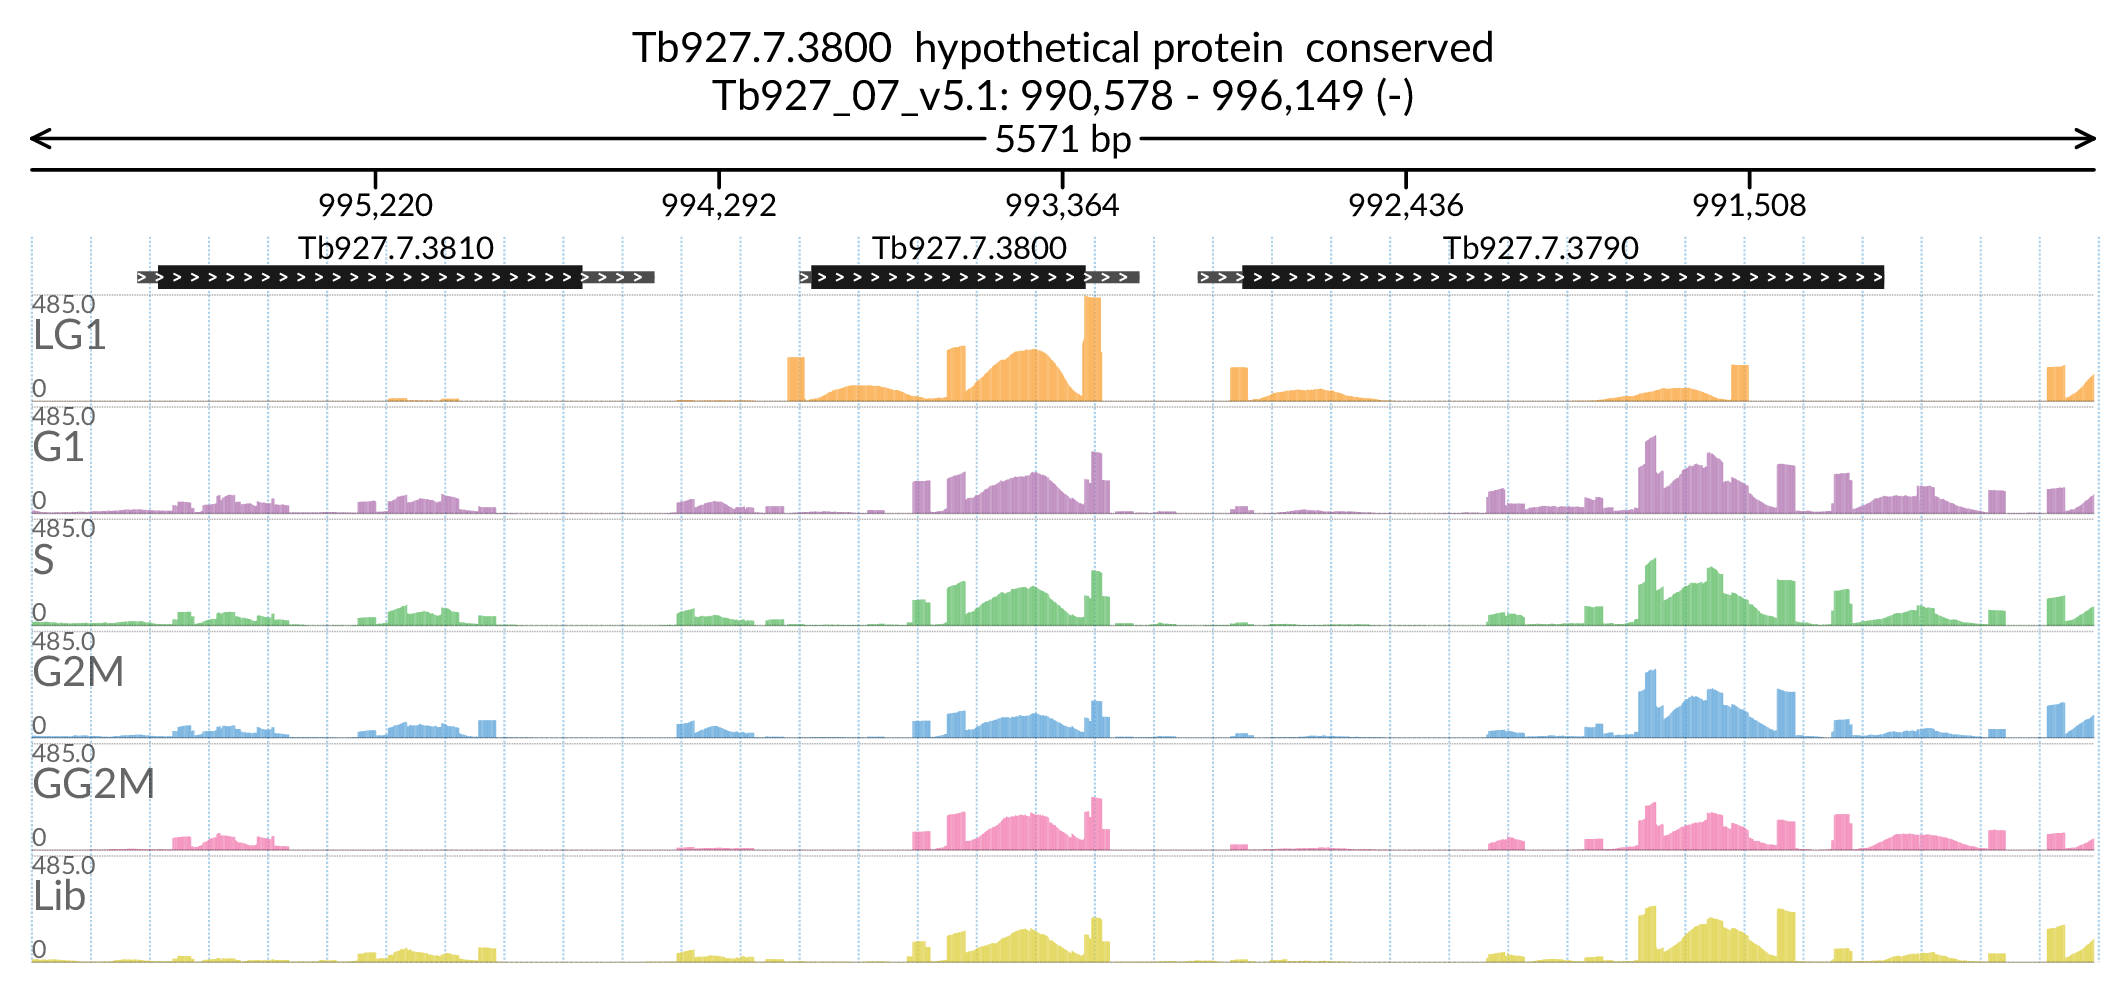 Tb927.7.3800 hypothetical protein conserved
Tb927_07_v5.1: 990,578 - 996,149 (-)
5571 bp
995,220 994,292 993,364 992,436 991,508
Tb927.7.3810 Tb927.7.3800 Tb927.7.3790
485.0
LG1
0
485.0
G1
0
485.0
S
0
485.0
G2M
0
485.0
GG2M
0
485.0
Lib
0